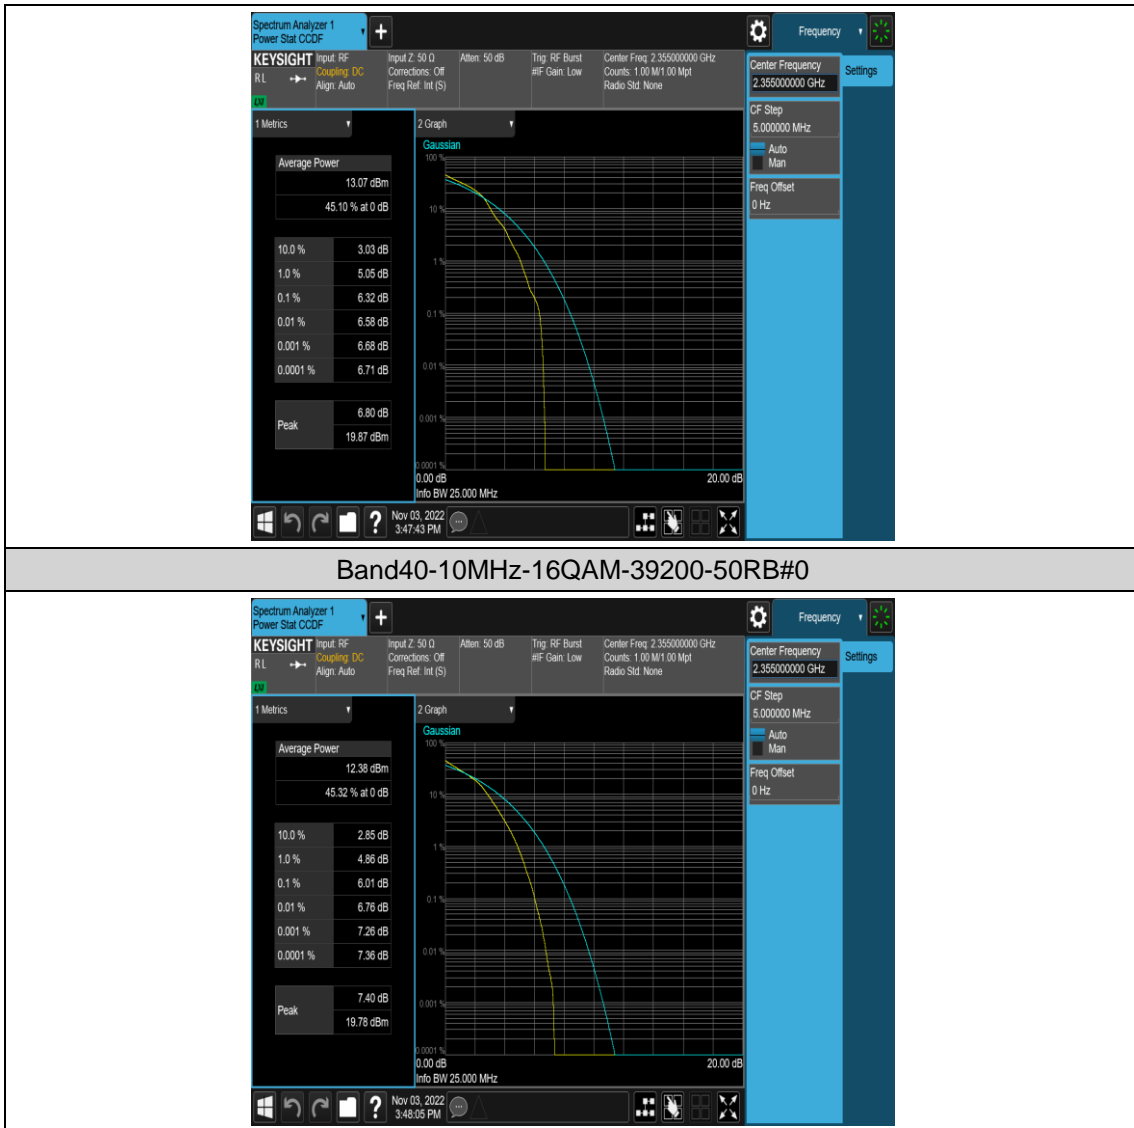 Spectrum Analyzer 1
Power Stat CCDF
+
Frequency
KEYSIGHT
RL
LXI
Input: RF
Coupling: DC
Align: Auto
Input Z: 50 Ω
Corrections: Off
Freq Ref: Int (S)
Atten: 50 dB
Trig: RF Burst
#IF Gain: Low
Center Freq: 2.355000000 GHz
Counts: 1.00 M/1.00 Mpt
Radio Std: None
Center Frequency
2.355000000 GHz
Settings
CF Step
5.000000 MHz
Auto
Man
Freq Offset
0 Hz
1 Metrics
Average Power
13.07 dBm
45.10 % at 0 dB
10.0 % 3.03 dB
1.0 % 5.05 dB
0.1 % 6.32 dB
0.01 % 6.58 dB
0.001 % 6.68 dB
0.0001 % 6.71 dB
Peak
6.80 dB
19.87 dBm
2 Graph
Gaussian
100 %
10 %
1 %
0.1 %
0.01 %
0.001 %
0.0001 %
0.00 dB
20.00 dB
Info BW 25.000 MHz
?
Nov 03, 2022
3:47:43 PM
Band40-10MHz-16QAM-39200-50RB#0
Spectrum Analyzer 1
Power Stat CCDF
+
Frequency
KEYSIGHT
RL
LXI
Input: RF
Coupling: DC
Align: Auto
Input Z: 50 Ω
Corrections: Off
Freq Ref: Int (S)
Atten: 50 dB
Trig: RF Burst
#IF Gain: Low
Center Freq: 2.355000000 GHz
Counts: 1.00 M/1.00 Mpt
Radio Std: None
Center Frequency
2.355000000 GHz
Settings
CF Step
5.000000 MHz
Auto
Man
Freq Offset
0 Hz
1 Metrics
Average Power
12.38 dBm
45.32 % at 0 dB
10.0 % 2.85 dB
1.0 % 4.86 dB
0.1 % 6.01 dB
0.01 % 6.76 dB
0.001 % 7.26 dB
0.0001 % 7.36 dB
Peak
7.40 dB
19.78 dBm
2 Graph
Gaussian
100 %
10 %
1 %
0.1 %
0.01 %
0.001 %
0.0001 %
0.00 dB
20.00 dB
Info BW 25.000 MHz
?
Nov 03, 2022
3:48:05 PM